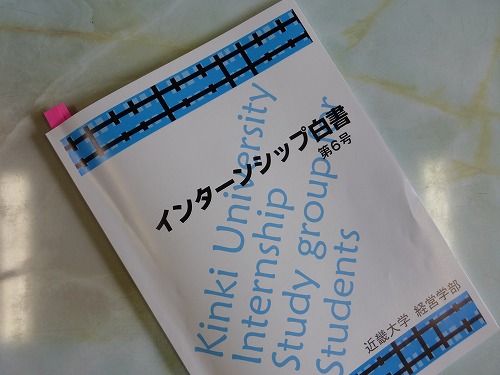 インターンシップ白書
第6号
Kinki University
Internship
Study group for
Students
近畿大学 経営学部